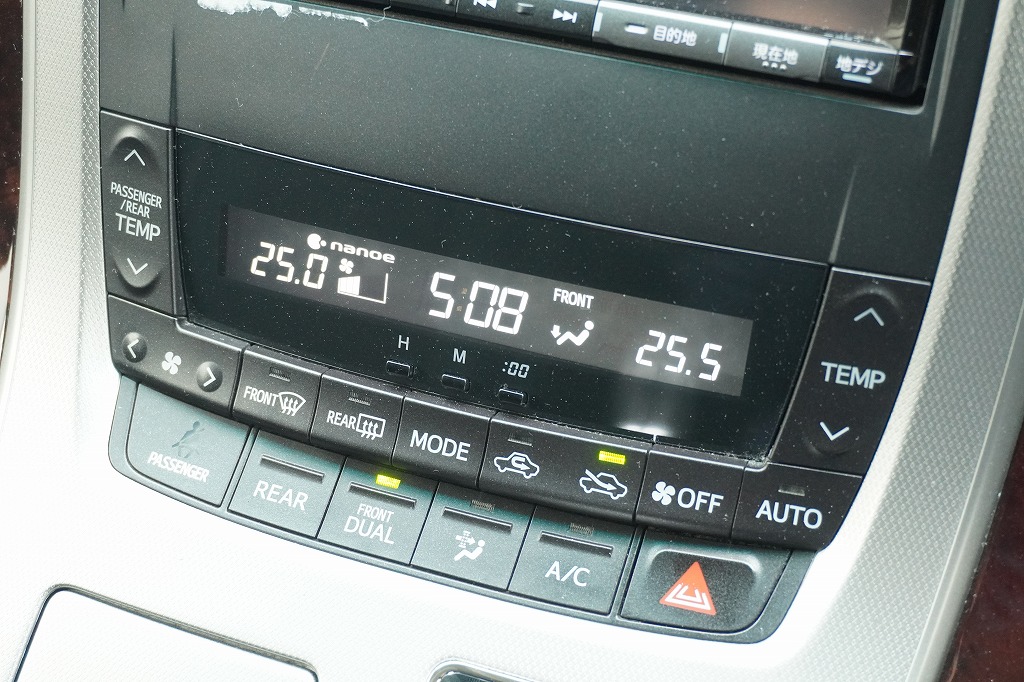 目的地
現在地
地デジ
PASSENGER
/REAR
TEMP
nanoe
25.0
5:08
FRONT
25.5
TEMP
H
M
:00
FRONT
REAR
MODE
OFF
AUTO
PASSENGER
REAR
FRONT
DUAL
A/C